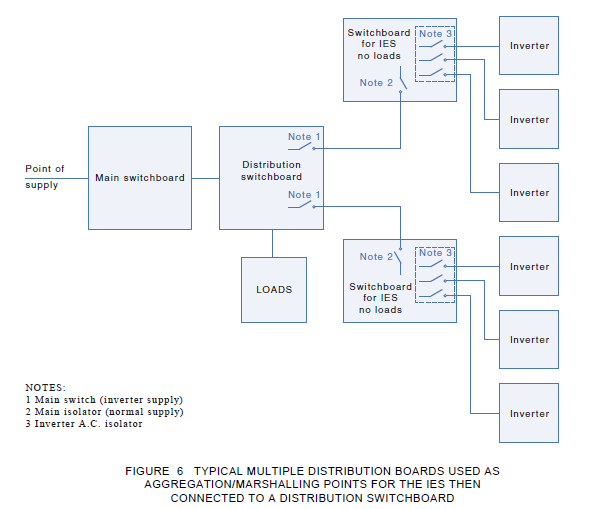 Switchboard
for IES
no loads
Note 3
Note 2
Inverter
Inverter
Inverter
Point of
supply
Main switchboard
Note 1
Distribution
switchboard
Note 1
LOADS
Note 2
Note 3
Switchboard
for IES
no loads
Inverter
Inverter
Inverter
NOTES:
1 Main switch (inverter supply)
2 Main isolator (normal supply)
3 Inverter A.C. isolator
FIGURE 6 TYPICAL MULTIPLE DISTRIBUTION BOARDS USED AS
AGGREGATION/MARSHALLING POINTS FOR THE IES THEN
CONNECTED TO A DISTRIBUTION SWITCHBOARD